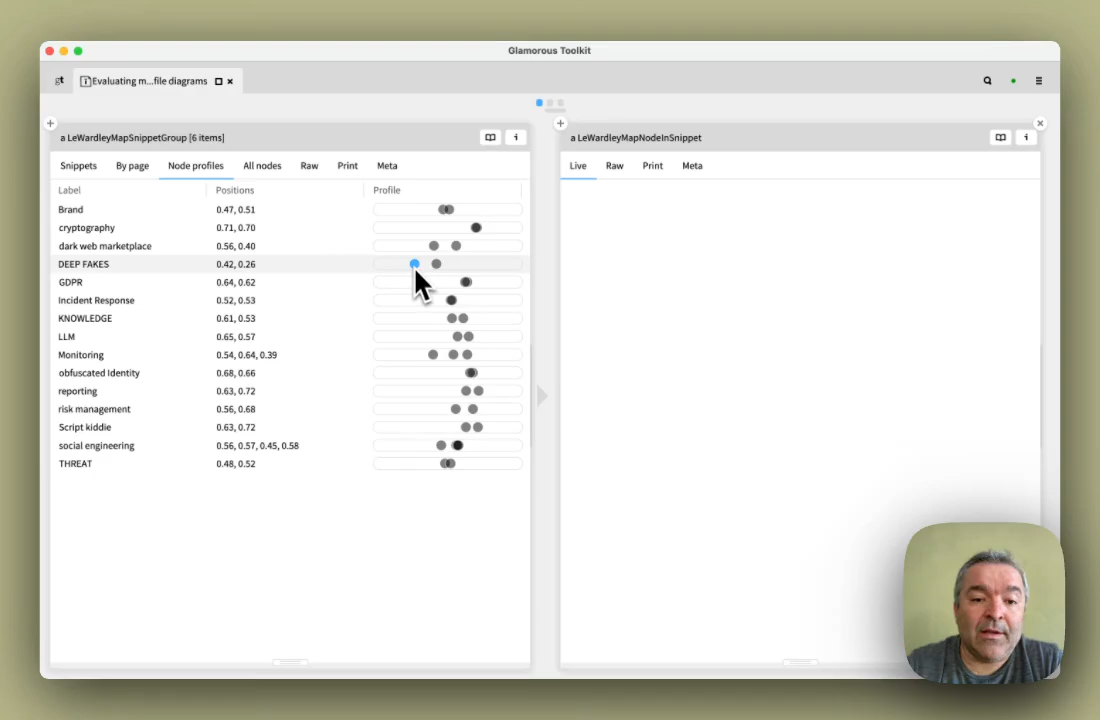 Glamorous Toolkit
gt Evaluating m...file diagrams
a LeWardleyMapSnippetGroup [6 items]
Snippets By page Node profiles All nodes Raw Print Meta
Label Positions Profile
Brand 0.47, 0.51
cryptography 0.71, 0.70
dark web marketplace 0.56, 0.40
DEEP FAKES 0.42, 0.26
GDPR 0.64, 0.62
Incident Response 0.52, 0.53
KNOWLEDGE 0.61, 0.53
LLM 0.65, 0.57
Monitoring 0.54, 0.64, 0.39
obfuscated Identity 0.68, 0.66
reporting 0.63, 0.72
risk management 0.56, 0.68
Script kiddie 0.63, 0.72
social engineering 0.56, 0.57, 0.45, 0.58
THREAT 0.48, 0.52
a LeWardleyMapNodeInSnippet
Live Raw Print Meta